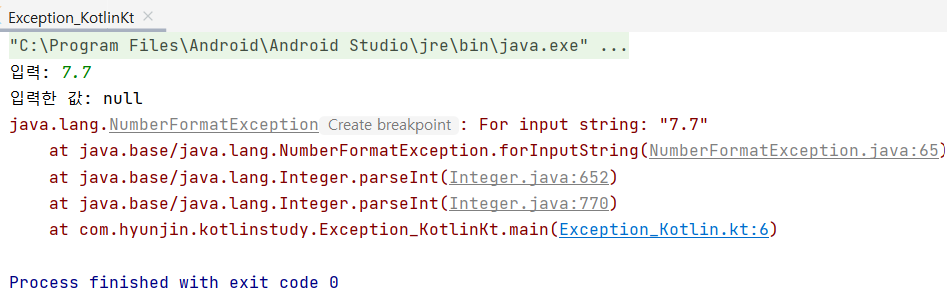 Exception_KotlinKt ×
"C:\Program Files\Android\Android Studio\jre\bin\java.exe" ...
입력: 7.7
입력한 값: null
java.lang.NumberFormatException Create breakpoint : For input string: "7.7"
    at java.base/java.lang.NumberFormatException.forInputString(NumberFormatException.java:65)
    at java.base/java.lang.Integer.parseInt(Integer.java:652)
    at java.base/java.lang.Integer.parseInt(Integer.java:770)
    at com.hyunjin.kotlinstudy.Exception_KotlinKt.main(Exception_Kotlin.kt:6)
Process finished with exit code 0